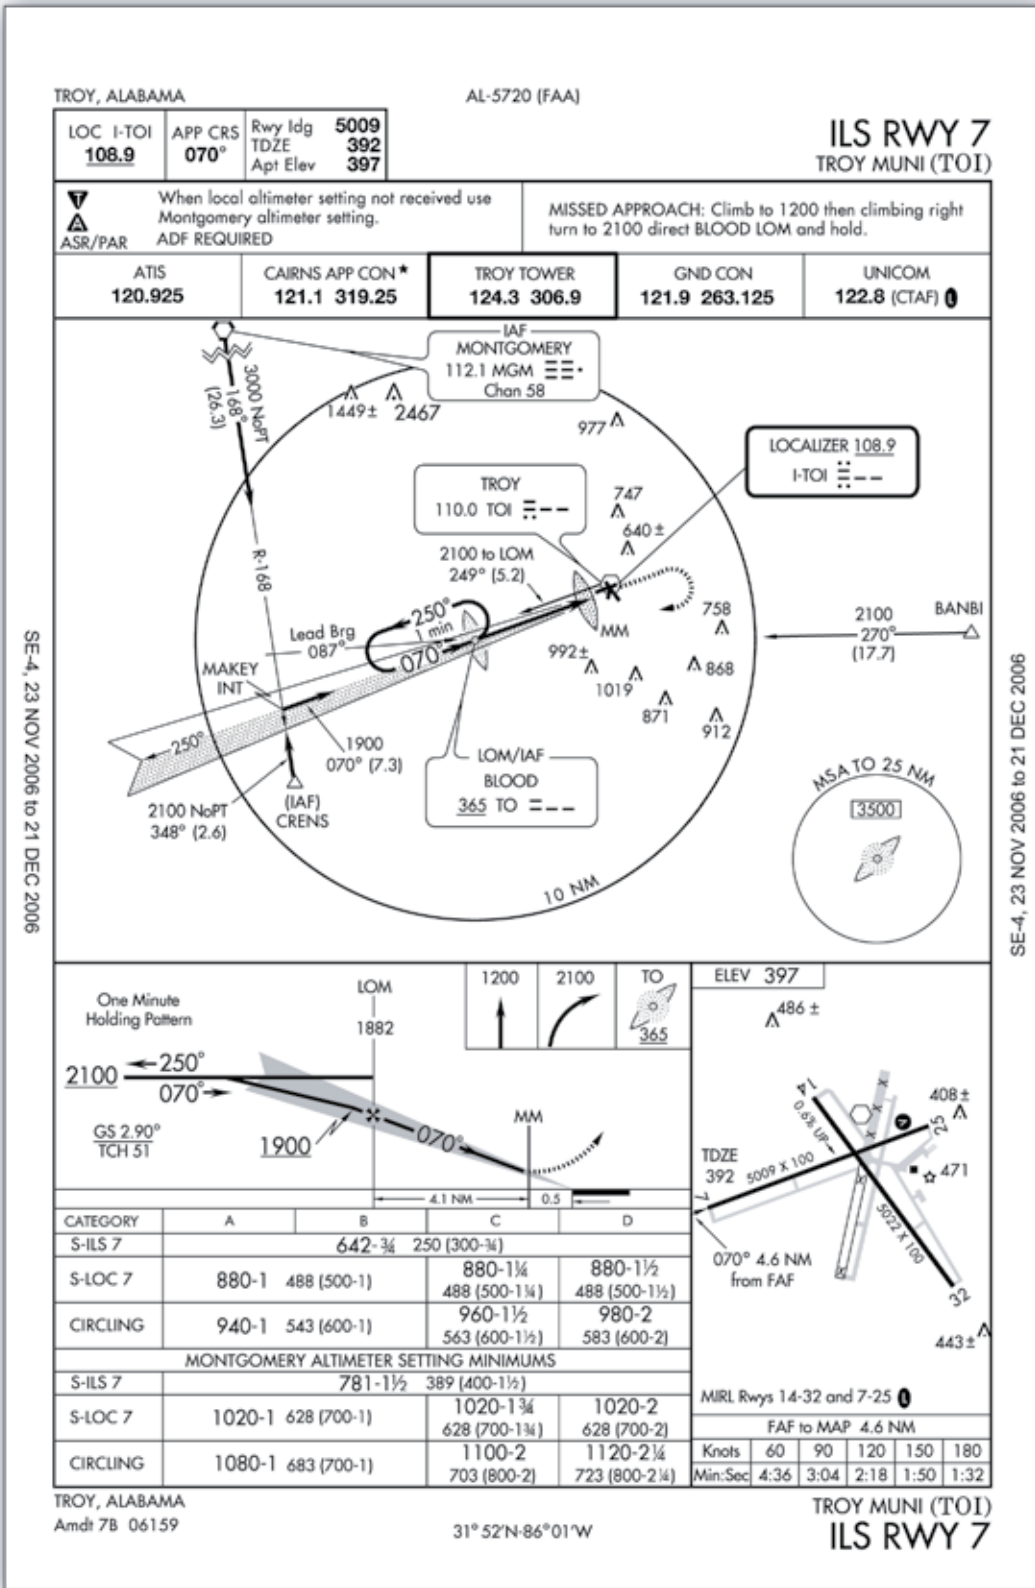 TROY, ALABAMA
AL-5720 (FAA)
LOC I-TOI
108.9
APP CRS
070°
Rwy ldg 5009
TDZE 392
Apt Elev 397
ILS RWY 7
TROY MUNI (TOI)
T
A
ASR/PAR
When local altimeter setting not received use
Montgomery altimeter setting.
ADF REQUIRED
MISSED APPROACH: Climb to 1200 then climbing right
turn to 2100 direct BLOOD LOM and hold.
ATIS
120.925
CAIRNS APP CON★
121.1 319.25
TROY TOWER
124.3 306.9
GND CON
121.9 263.125
UNICOM
122.8 (CTAF) L
IAF
MONTGOMERY
112.1 MGM
Chan 58
3000 NoPT
168°
(26.3)
1449±
2467
977
LOCALIZER 108.9
I-TOI
TROY
110.0 TOI
747
640±
2100 to LOM
249° (5.2)
R-168
250°
1 min
070°
Lead Brg
087°
MM
758
2100
270°
(17.7)
BANBI
992±
1019
868
871
912
MAKEY
INT
250°
1900
070° (7.3)
2100 NoPT
348° (2.6)
(IAF)
CRENS
LOM/IAF
BLOOD
365 TO
10 NM
MSA TO 25 NM
3500
SE-4, 23 NOV 2006 to 21 DEC 2006
SE-4, 23 NOV 2006 to 21 DEC 2006
One Minute
Holding Pattern
LOM
1882
1200
2100
TO
365
2100
250°
070°
GS 2.90°
TCH 51
1900
070°
MM
4.1 NM
0.5
ELEV 397
486 ±
408±
14
0.6% UP
25
A
TDZE
392
5009 X 100
471
7
5022 X 100
070° 4.6 NM
from FAF
32
443±
MIRL Rwys 14-32 and 7-25 L
FAF to MAP 4.6 NM
Knots 60 90 120 150 180
Min:Sec 4:36 3:04 2:18 1:50 1:32
CATEGORY A B C D
S-ILS 7 642-¾ 250 (300-¾)
S-LOC 7 880-1 488 (500-1) 880-1¼ 488 (500-1¼) 880-1½ 488 (500-1½)
CIRCLING 940-1 543 (600-1) 960-1½ 563 (600-1½) 980-2 583 (600-2)
MONTGOMERY ALTIMETER SETTING MINIMUMS
S-ILS 7 781-1½ 389 (400-1½)
S-LOC 7 1020-1 628 (700-1) 1020-1¾ 628 (700-1¾) 1020-2 628 (700-2)
CIRCLING 1080-1 683 (700-1) 1100-2 703 (800-2) 1120-2¼ 723 (800-2¼)
TROY, ALABAMA
Amdt 7B 06159
31°52'N-86°01'W
TROY MUNI (TOI)
ILS RWY 7